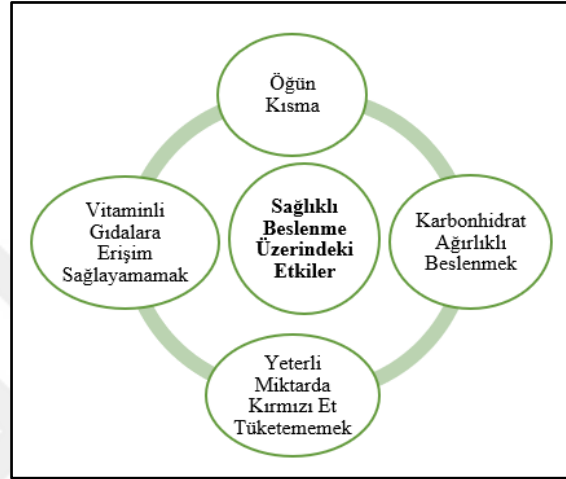 Öğün
Kısma
Sağlıklı
Beslenme
Üzerindeki
Etkiler
Karbonhidrat
Ağırlıklı
Beslenmek
Yeterli
Miktarda
Kırmızı Et
Tüketememek
Vitaminli
Gıdalara
Erişim
Sağlayamamak